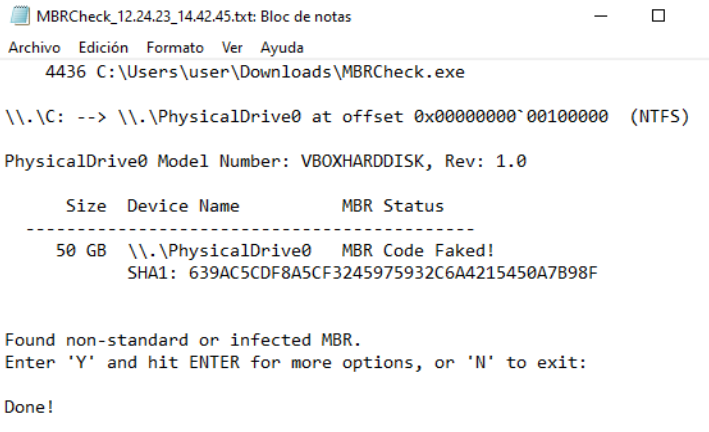 MBRCheck_12.24.23_14.42.45.txt: Bloc de notas
Archivo Edición Formato Ver Ayuda
4436 C:\Users\user\Downloads\MBRCheck.exe
\\.\C: --> \\.\PhysicalDrive0 at offset 0x00000000`00100000 (NTFS)
PhysicalDrive0 Model Number: VBOXHARDDISK, Rev: 1.0
Size Device Name MBR Status
--------------------------------------------
50 GB \\.\PhysicalDrive0 MBR Code Faked!
SHA1: 639AC5CDF8A5CF3245975932C6A4215450A7B98F
Found non-standard or infected MBR.
Enter 'Y' and hit ENTER for more options, or 'N' to exit:
Done!